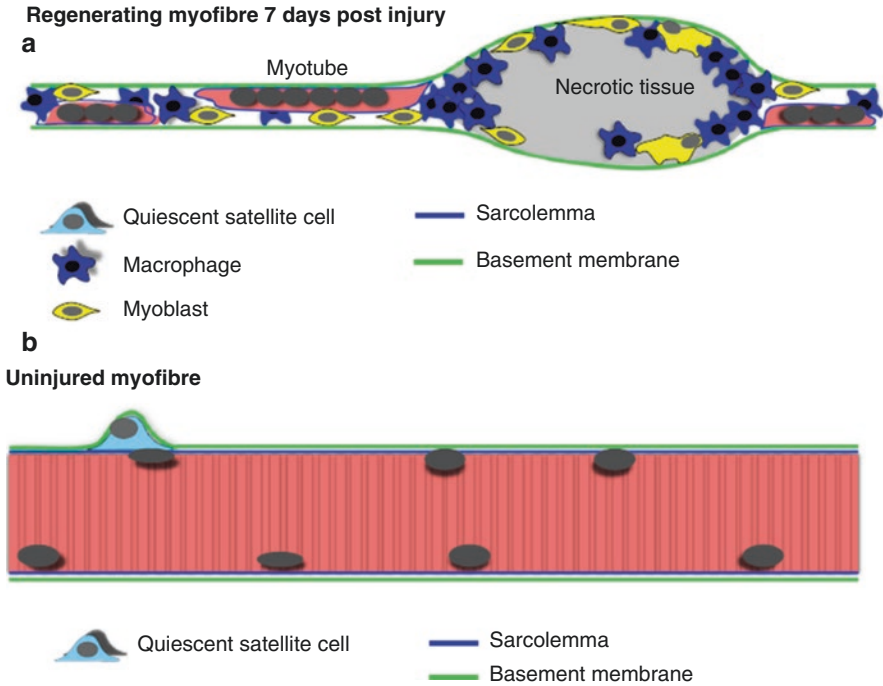 Regenerating myofibre 7 days post injury
a
Myotube
Necrotic tissue
Quiescent satellite cell
Sarcolemma
Macrophage
Basement membrane
Myoblast
b
Uninjured myofibre
Quiescent satellite cell
Sarcolemma
Basement membrane